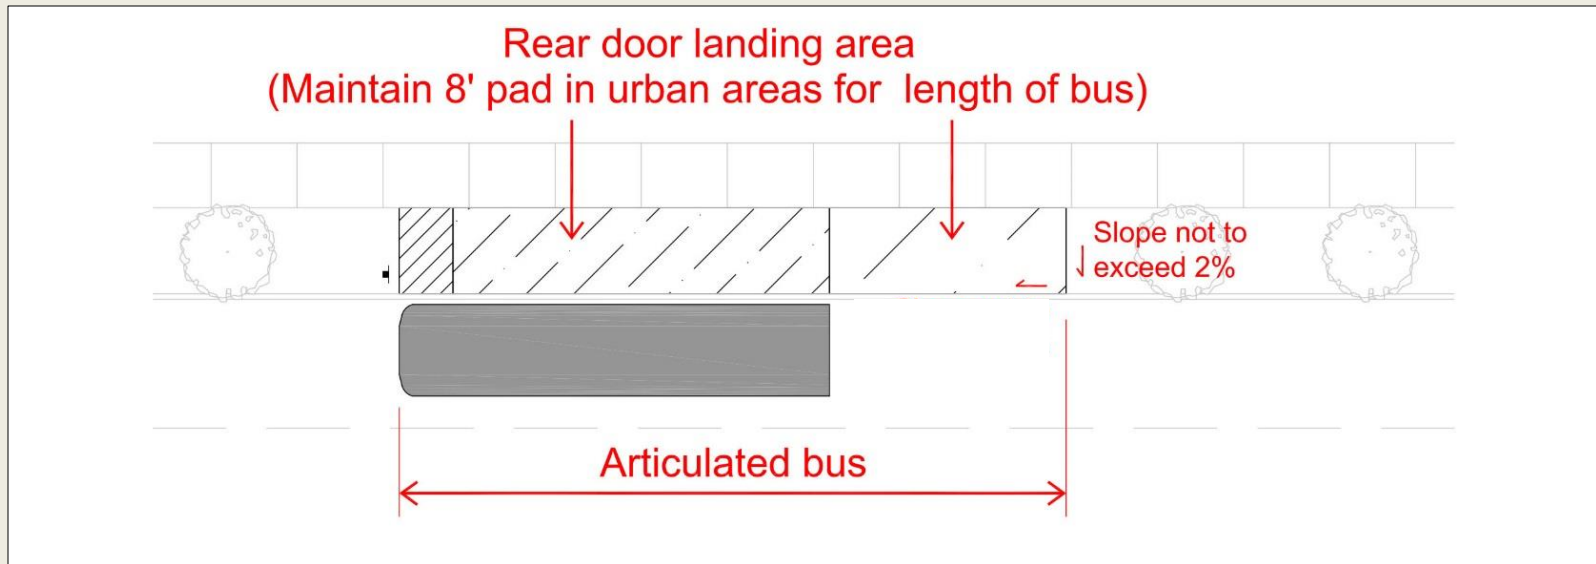 Rear door landing area
(Maintain 8' pad in urban areas for length of bus)
Slope not to
exceed 2%
Articulated bus